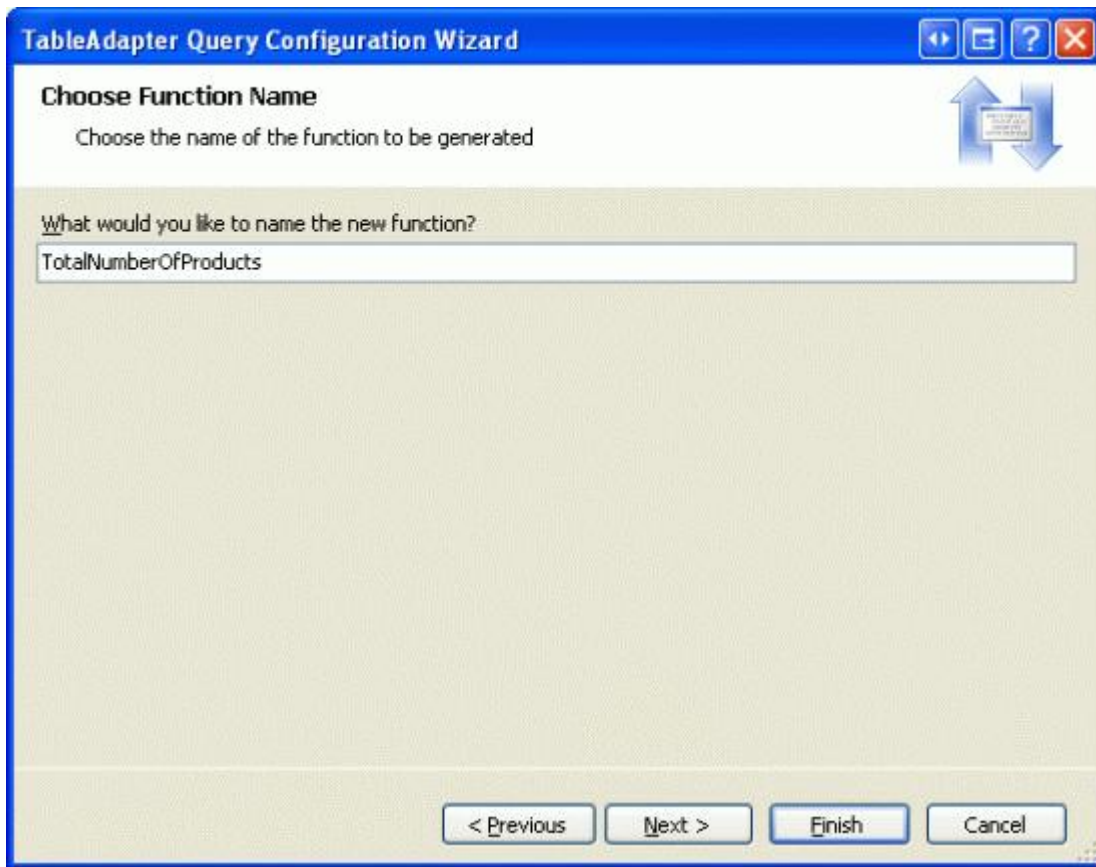 TableAdapter Query Configuration Wizard
Choose Function Name
Choose the name of the function to be generated
What would you like to name the new function?
TotalNumberOfProducts
< Previous
Next >
Finish
Cancel